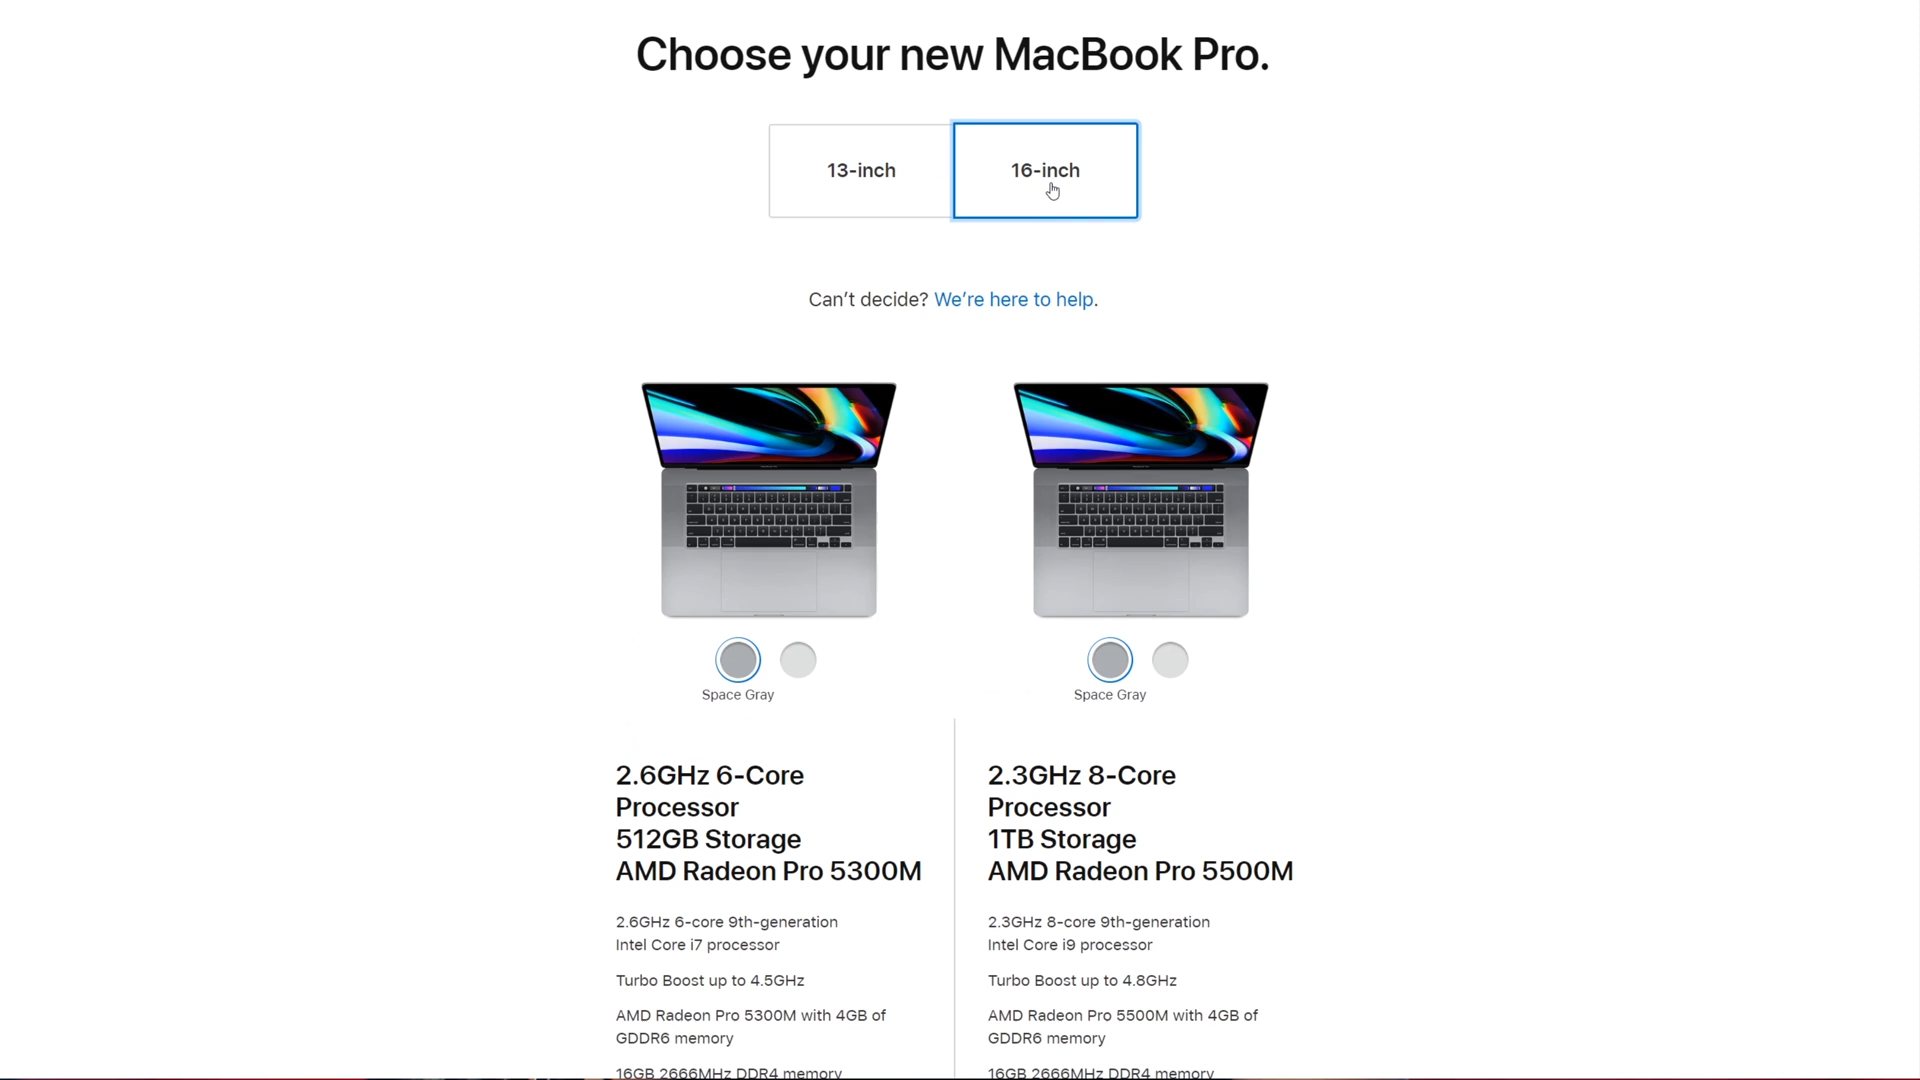 Choose your new MacBook Pro.
13-inch
16-inch
Can’t decide? We’re here to help.
Space Gray
Space Gray
2.6GHz 6-Core
Processor
512GB Storage
AMD Radeon Pro 5300M
2.6GHz 6-core 9th-generation
Intel Core i7 processor
Turbo Boost up to 4.5GHz
AMD Radeon Pro 5300M with 4GB of
GDDR6 memory
16GB 2666MHz DDR4 memory
2.3GHz 8-Core
Processor
1TB Storage
AMD Radeon Pro 5500M
2.3GHz 8-core 9th-generation
Intel Core i9 processor
Turbo Boost up to 4.8GHz
AMD Radeon Pro 5500M with 4GB of
GDDR6 memory
16GB 2666MHz DDR4 memory